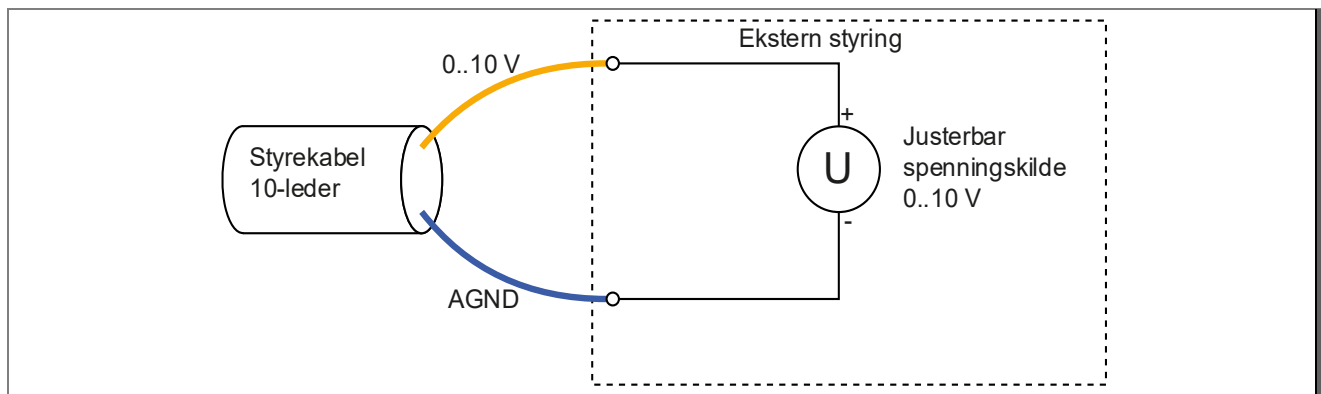 Ekstern styring
0..10 V
Styrekabel
10-leder
+
U
-
Justerbar
spenningskilde
0..10 V
AGND